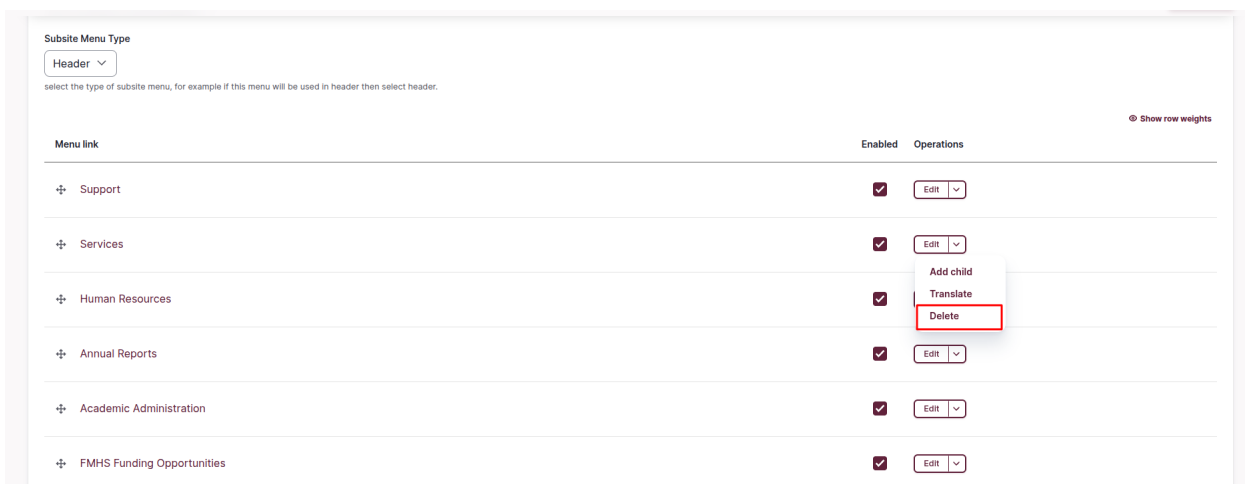 Subsite Menu Type
Header
select the type of subsite menu, for example if this menu will be used in header then select header.
Show row weights
Menu link Enabled Operations
Support Edit
Services Edit
Add child
Human Resources
Translate
Delete
Annual Reports Edit
Academic Administration Edit
FMHS Funding Opportunities Edit